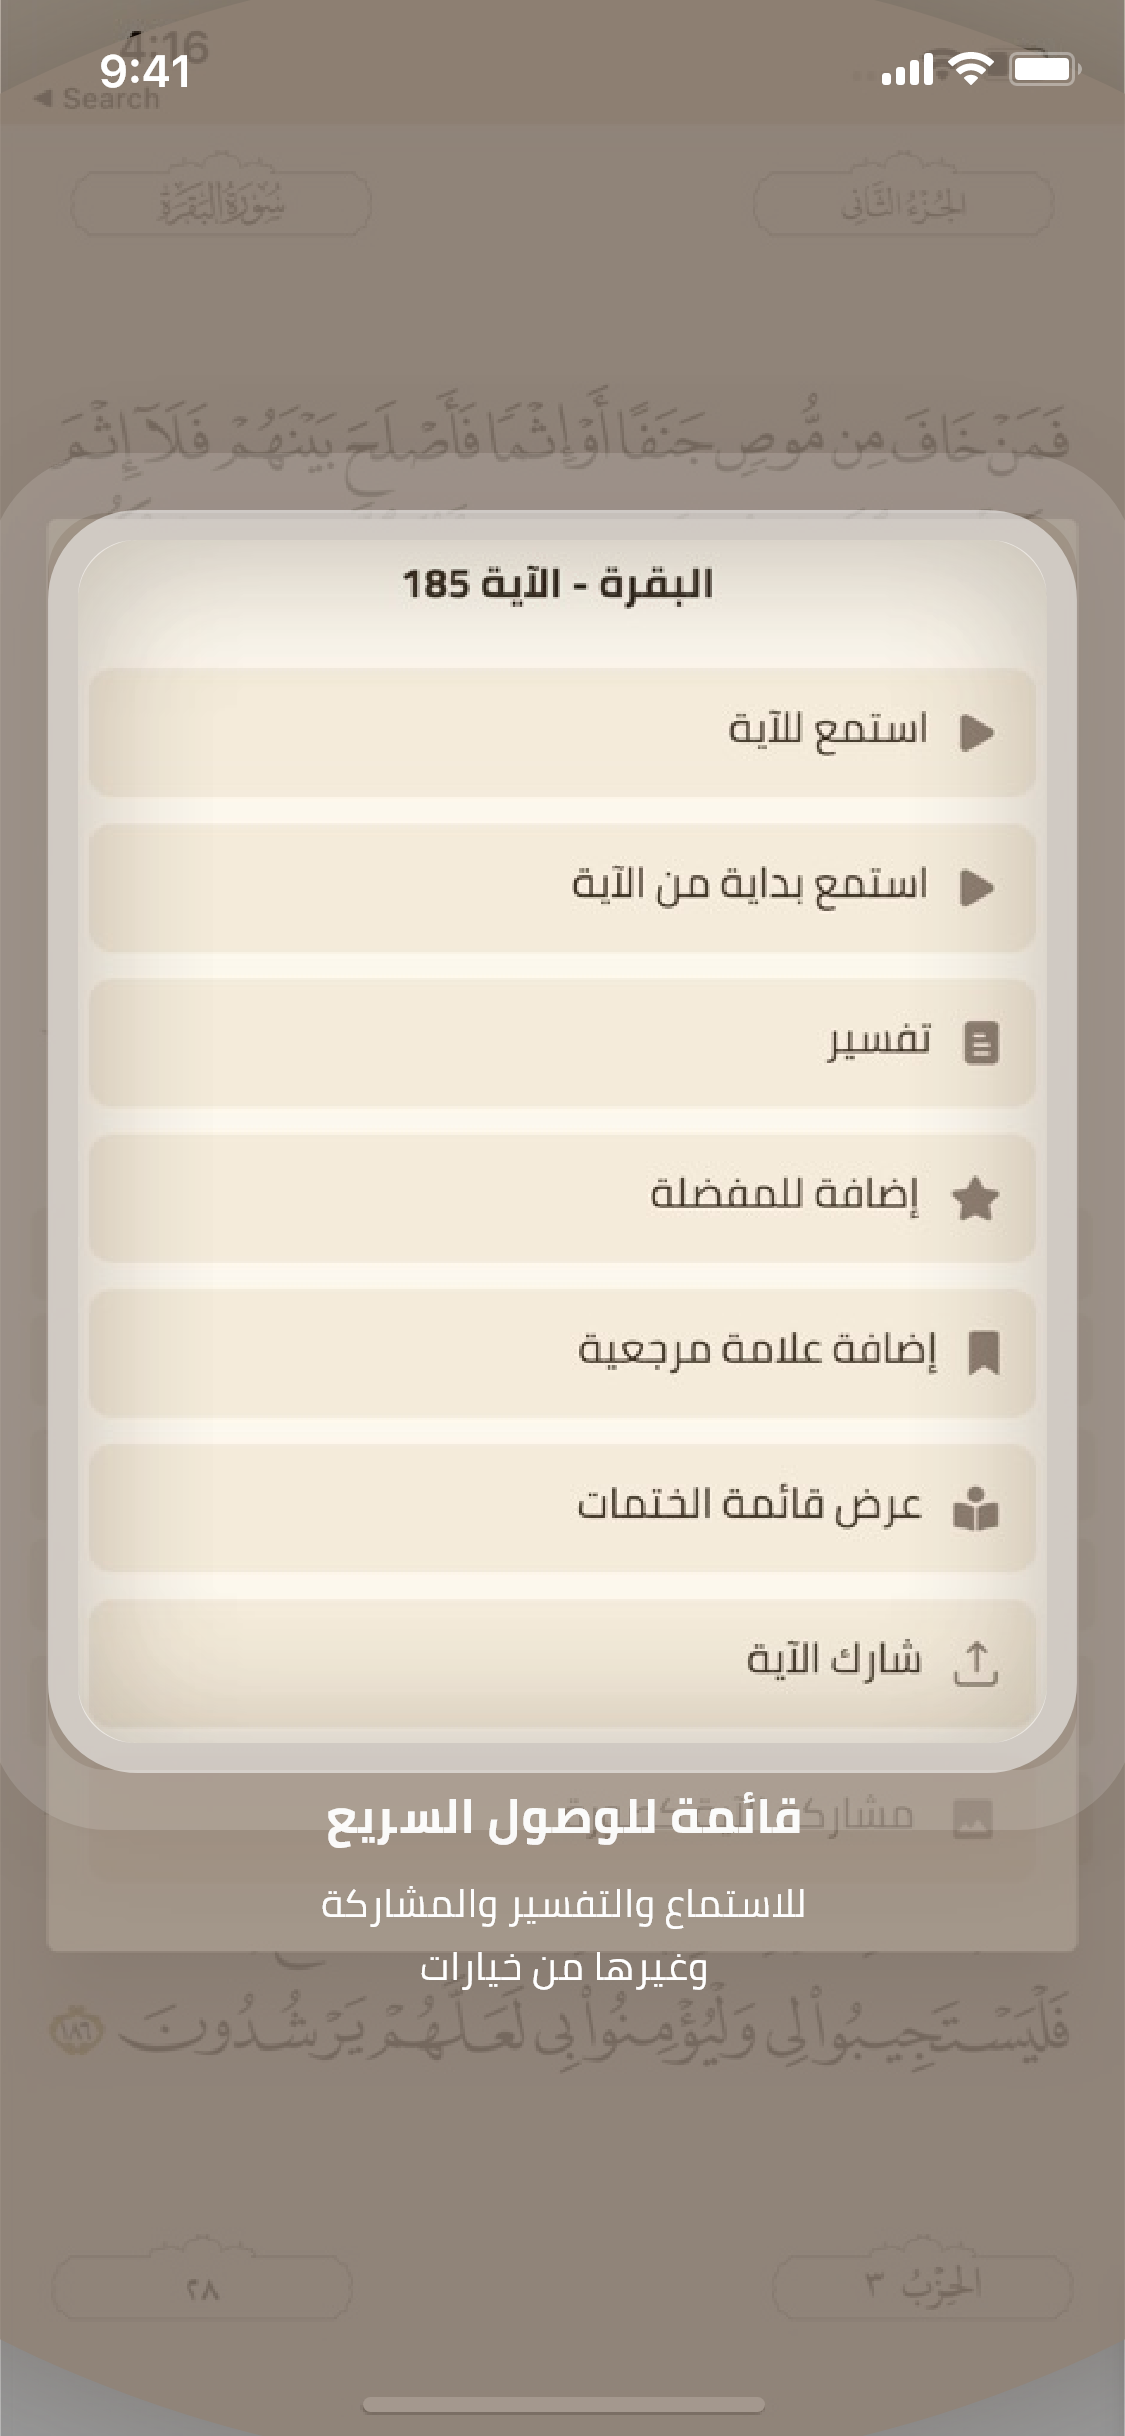 4:16
9:41
◀ Search
الجُزْءُ الثَّانِي
سُورَةُ البَقَرَةِ
فَمَنْ خَافَ مِن مُّوصٍ جَنَفًا أَوْ إِثْمًا فَأَصْلَحَ بَيْنَهُمْ فَلَآ إِثْمَ
البقرة - الآية 185
استمع للآية
استمع بداية من الآية
تفسير
إضافة للمفضلة
إضافة علامة مرجعية
عرض قائمة الختمات
شارك الآية
قائمة للوصول السريع
للاستماع والتفسير والمشاركة
وغيرها من خيارات
فَلْيَسْتَجِيبُوا۟ لِى وَلْيُؤْمِنُوا۟ بِى لَعَلَّهُمْ يَرْشُدُونَ ١٨٦
الحِزْبُ ٣
٢٨